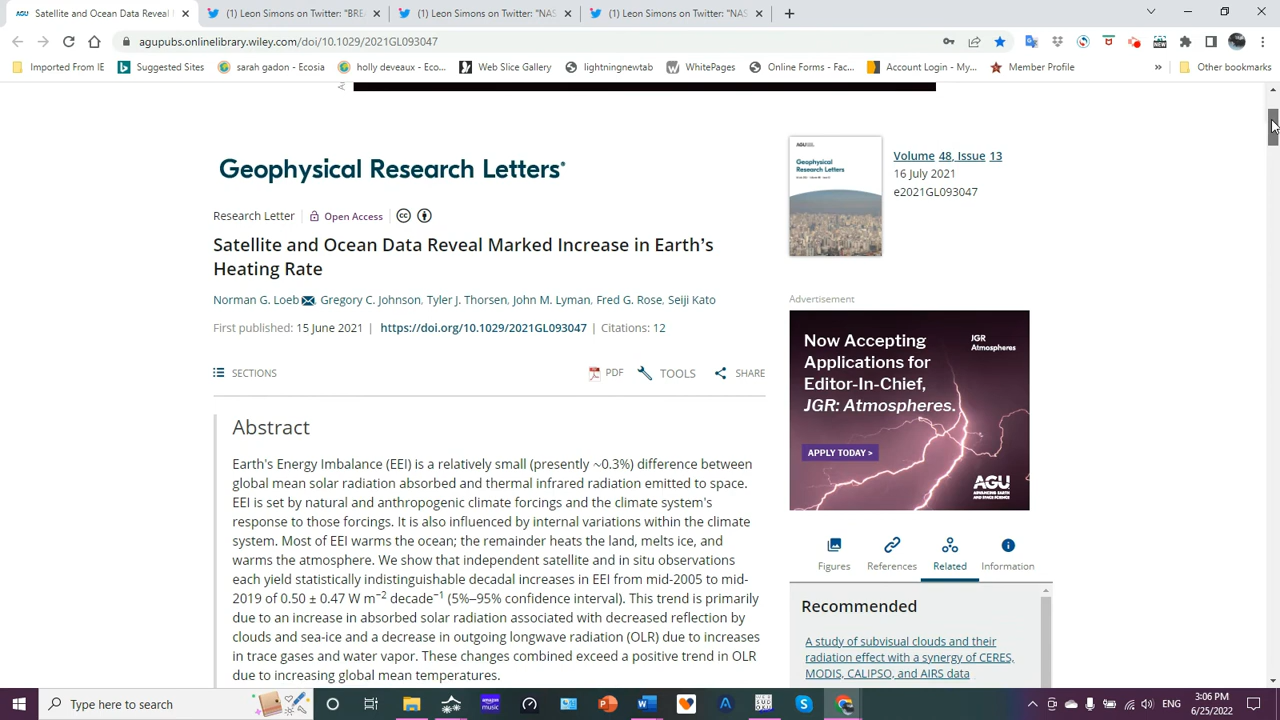 Satellite and Ocean Data Reveal
(1) Leon Simons on Twitter: "BRE
(1) Leon Simons on Twitter: "NAS
(1) Leon Simons on Twitter: "NAS
agupubs.onlinelibrary.wiley.com/doi/10.1029/2021GL093047
Imported From IE
Suggested Sites
sarah gadon - Ecosia
holly deveaux - Eco...
Web Slice Gallery
lightningnewtab
WhitePages
Online Forms - Fac...
Account Login - My...
Member Profile
»
Other bookmarks
Geophysical Research Letters
Research Letter
Open Access
Satellite and Ocean Data Reveal Marked Increase in Earth's
Heating Rate
Norman G. Loeb, Gregory C. Johnson, Tyler J. Thorsen, John M. Lyman, Fred G. Rose, Seiji Kato
First published: 15 June 2021 | https://doi.org/10.1029/2021GL093047 | Citations: 12
SECTIONS
PDF
TOOLS
SHARE
Abstract
Earth's Energy Imbalance (EEI) is a relatively small (presently ~0.3%) difference between
global mean solar radiation absorbed and thermal infrared radiation emitted to space.
EEI is set by natural and anthropogenic climate forcings and the climate system's
response to those forcings. It is also influenced by internal variations within the climate
system. Most of EEI warms the ocean; the remainder heats the land, melts ice, and
warms the atmosphere. We show that independent satellite and in situ observations
each yield statistically indistinguishable decadal increases in EEI from mid-2005 to mid-
2019 of 0.50 ± 0.47 W m−2 decade−1 (5%–95% confidence interval). This trend is primarily
due to an increase in absorbed solar radiation associated with decreased reflection by
clouds and sea-ice and a decrease in outgoing longwave radiation (OLR) due to increases
in trace gases and water vapor. These changes combined exceed a positive trend in OLR
due to increasing global mean temperatures.
AGU
Geophysical
Research Letters
Volume 48, Issue 13
16 July 2021
e2021GL093047
Advertisement
Now Accepting
Applications for
Editor-In-Chief,
JGR: Atmospheres.
JGR
Atmospheres
APPLY TODAY >
AGU
ADVANCING EARTH
AND SPACE SCIENCE
Figures
References
Related
Information
Recommended
A study of subvisual clouds and their
radiation effect with a synergy of CERES,
MODIS, CALIPSO, and AIRS data
Type here to search
ENG
3:06 PM
6/25/2022